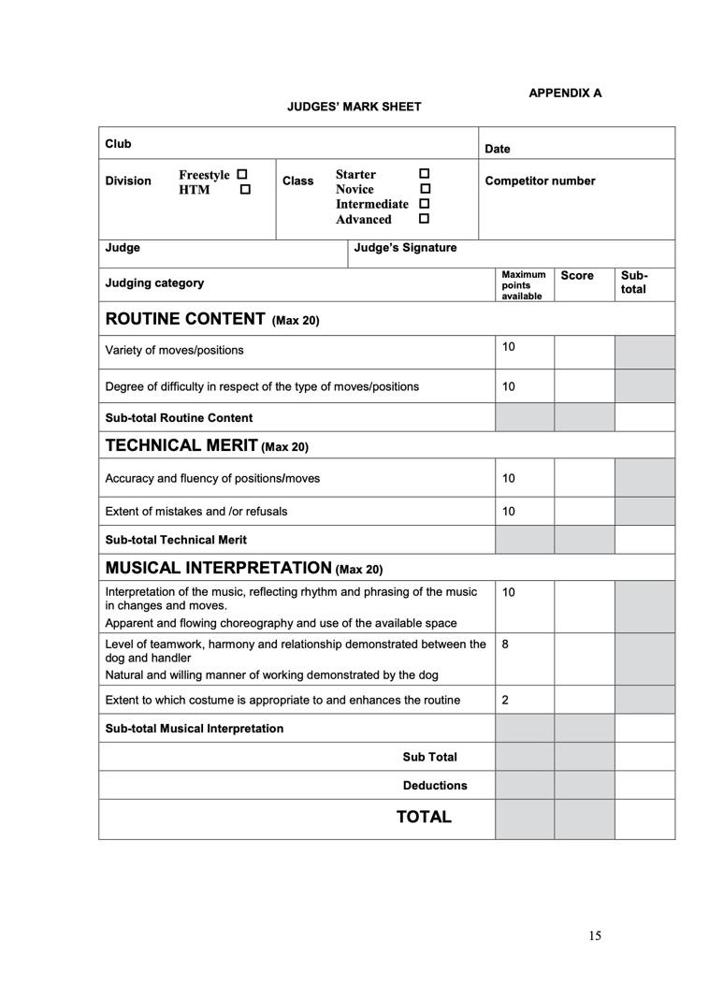 APPENDIX A
JUDGES' MARK SHEET
Club
Date
Division
Freestyle ☐
HTM ☐
Class
Starter ☐
Novice ☐
Intermediate ☐
Advanced ☐
Competitor number
Judge
Judge's Signature
Judging category
Maximum
points
available
Score
Sub-
total
ROUTINE CONTENT (Max 20)
Variety of moves/positions
10
Degree of difficulty in respect of the type of moves/positions
10
Sub-total Routine Content
TECHNICAL MERIT (Max 20)
Accuracy and fluency of positions/moves
10
Extent of mistakes and /or refusals
10
Sub-total Technical Merit
MUSICAL INTERPRETATION (Max 20)
Interpretation of the music, reflecting rhythm and phrasing of the music
in changes and moves.
Apparent and flowing choreography and use of the available space
10
Level of teamwork, harmony and relationship demonstrated between the
dog and handler
Natural and willing manner of working demonstrated by the dog
8
Extent to which costume is appropriate to and enhances the routine
2
Sub-total Musical Interpretation
Sub Total
Deductions
TOTAL
15